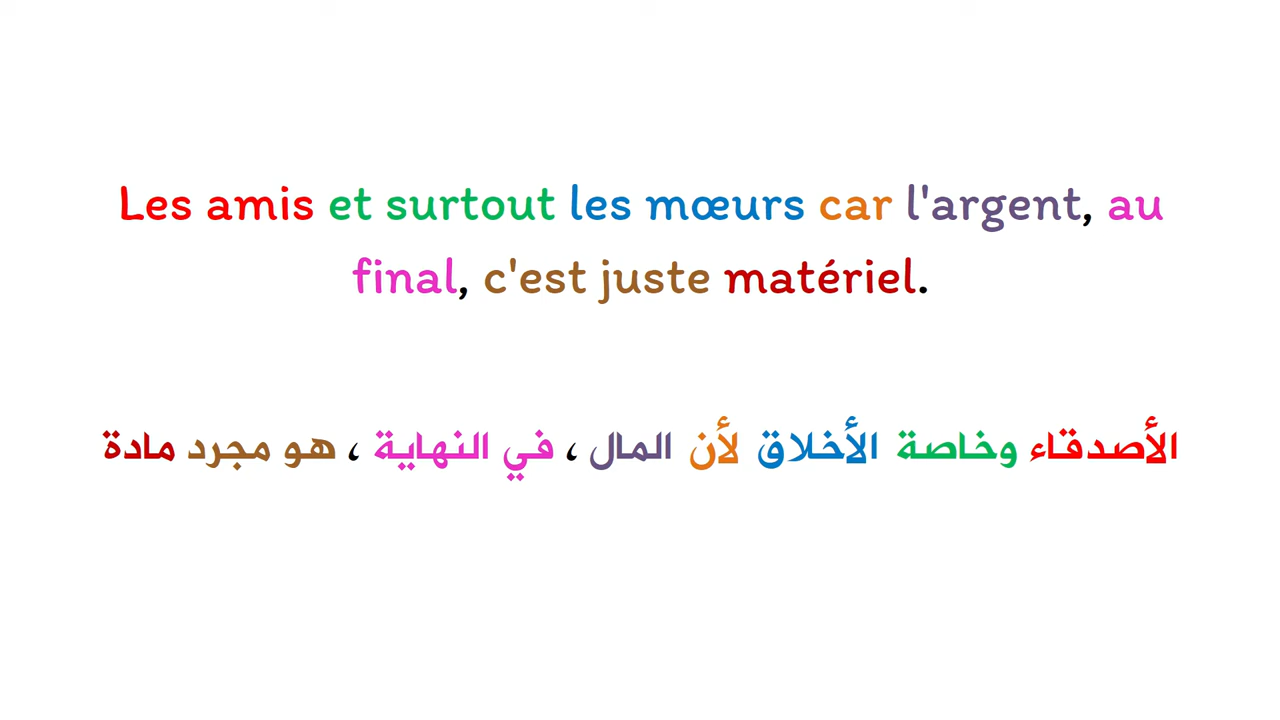 Les amis et surtout les mœurs car l'argent, au
final, c'est juste matériel.
الأصدقاء وخاصة الأخلاق لأن المال ، في النهاية ، هو مجرد مادة